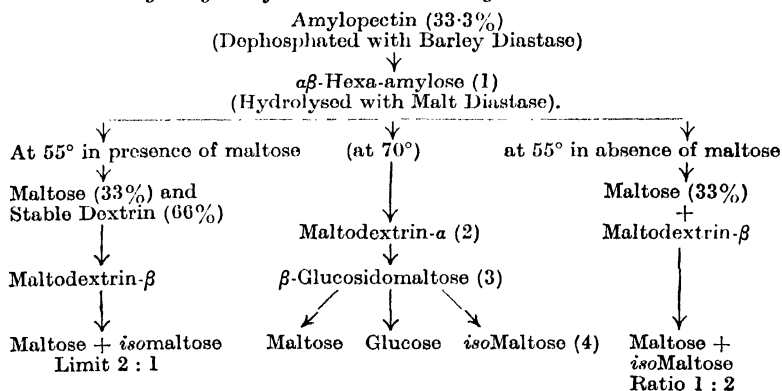 Amylopectin (33·3%)
(Dephosphated with Barley Diastase)
αβ-Hexa-amylose (1)
(Hydrolysed with Malt Diastase).
At 55° in presence of maltose (at 70°) at 55° in absence of maltose
Maltose (33%) and Maltose (33%)
Stable Dextrin (66%) +
Maltodextrin-α (2) Maltodextrin-β
Maltodextrin-β β-Glucosidomaltose (3)
Maltose + isomaltose Maltose Glucose isoMaltose (4) Maltose +
Limit 2 : 1 isoMaltose
Ratio 1 : 2